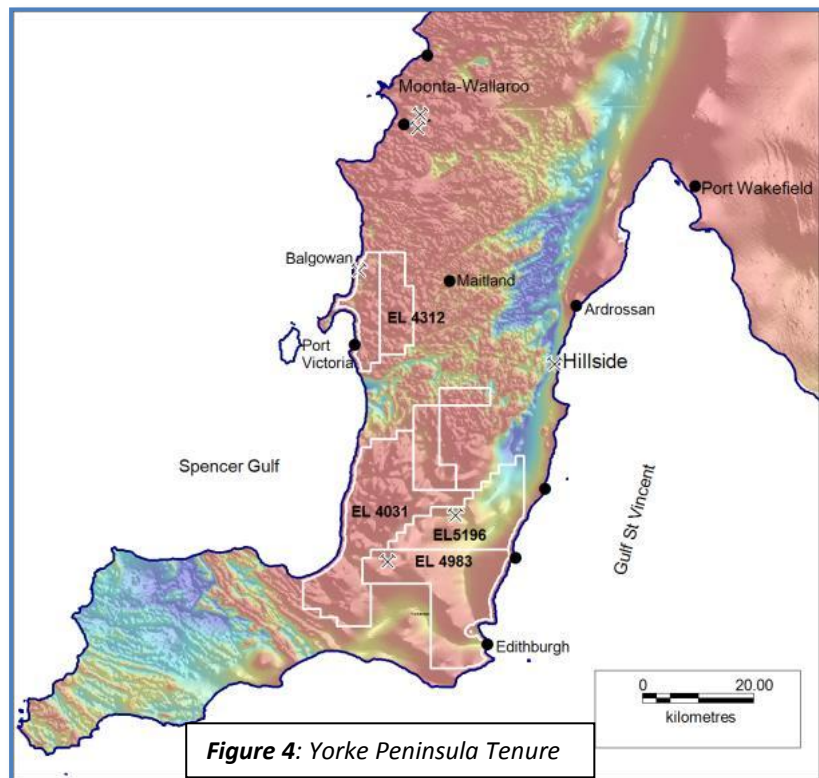 Moonta-Wallaroo
Port Wakefield
Balgowan
Maitland
EL 4312
Ardrossan
Port
Victoria
Hillside
Spencer Gulf
Gulf St Vincent
EL 4031
EL5196
EL 4983
Edithburgh
0 20.00
kilometres
Figure 4: Yorke Peninsula Tenure